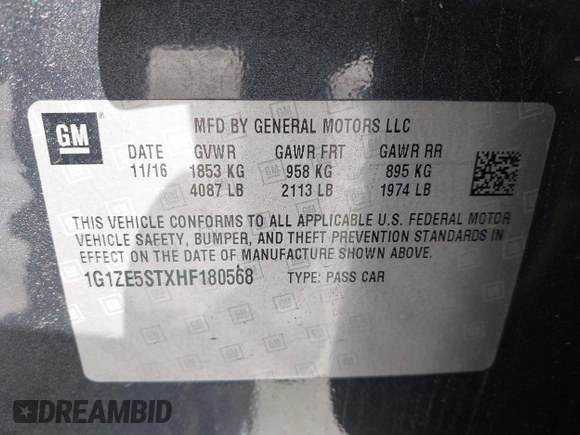 GM
MFD BY GENERAL MOTORS LLC
DATE GVWR GAWR FRT GAWR RR
11/16 1853 KG 958 KG 895 KG
4087 LB 2113 LB 1974 LB
THIS VEHICLE CONFORMS TO ALL APPLICABLE U.S. FEDERAL MOTOR
VEHICLE SAFETY, BUMPER, AND THEFT PREVENTION STANDARDS IN
EFFECT ON THE DATE OF MANUFACTURE SHOWN ABOVE.
1G1ZE5STXHF180568 TYPE: PASS CAR
DREAMBID